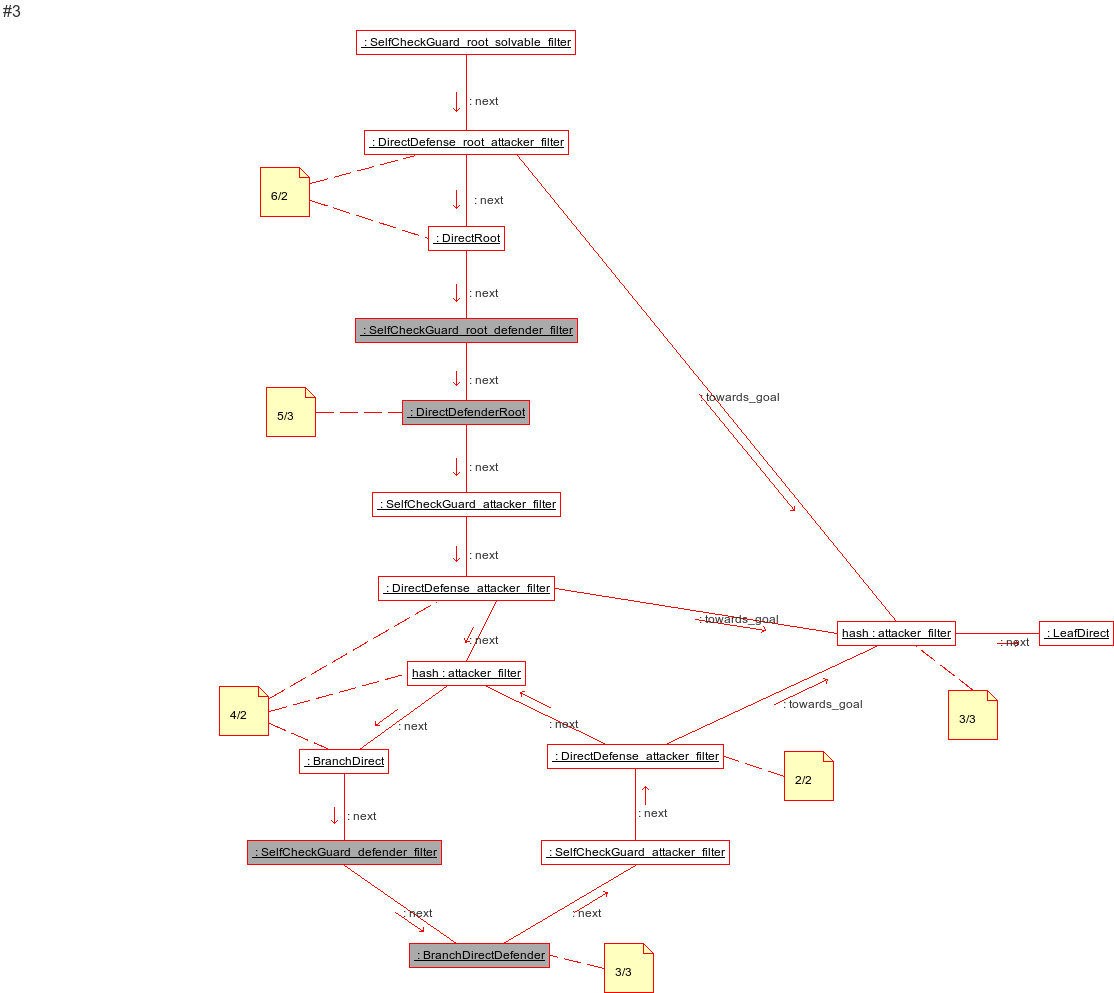 #3
: SelfCheckGuard_root_solvable_filter
: next
: DirectDefense_root_attacker_filter
6/2
: next
: DirectRoot
: next
: SelfCheckGuard_root_defender_filter
: next
: towards_goal
5/3
: DirectDefenderRoot
: next
: SelfCheckGuard_attacker_filter
: next
: DirectDefense_attacker_filter
: towards_goal
hash : attacker_filter
: LeafDirect
: next
: next
hash : attacker_filter
4/2
: next
: next
: towards_goal
3/3
: BranchDirect
: DirectDefense_attacker_filter
2/2
: next
: next
: SelfCheckGuard_defender_filter
: SelfCheckGuard_attacker_filter
: next
: next
: BranchDirectDefender
3/3